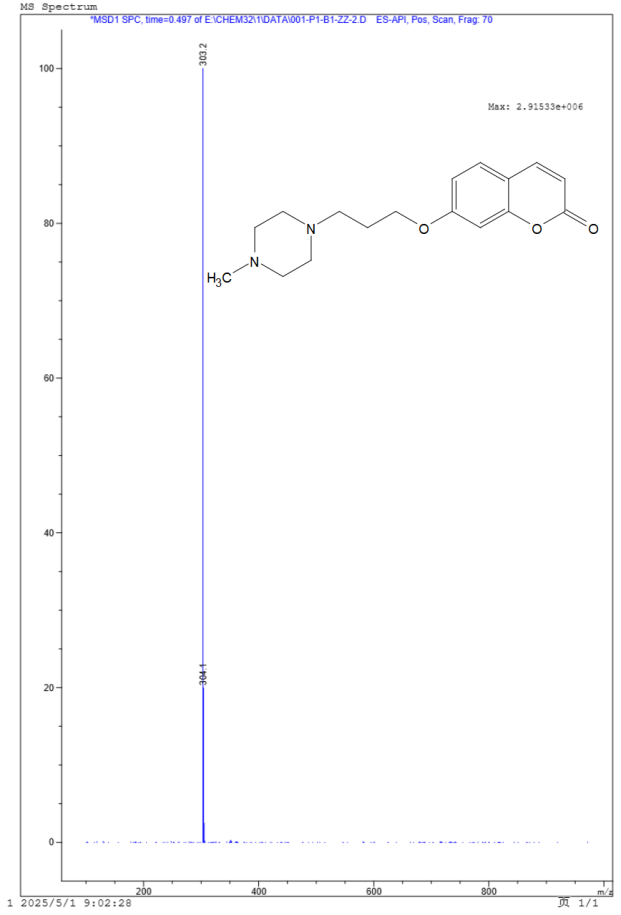 MS Spectrum
*MSD1 SPC, time=0.497 of E:\CHEM32\1\DATA\001-P1-B1-ZZ-2.D ES-API, Pos, Scan, Frag: 70
303.2
100
Max: 2.91533e+006
80
N
O
O
O
N
H3C
60
40
304.1
20
0
200
400
600
800
m/z
1 2025/5/1 9:02:28
页 1/1